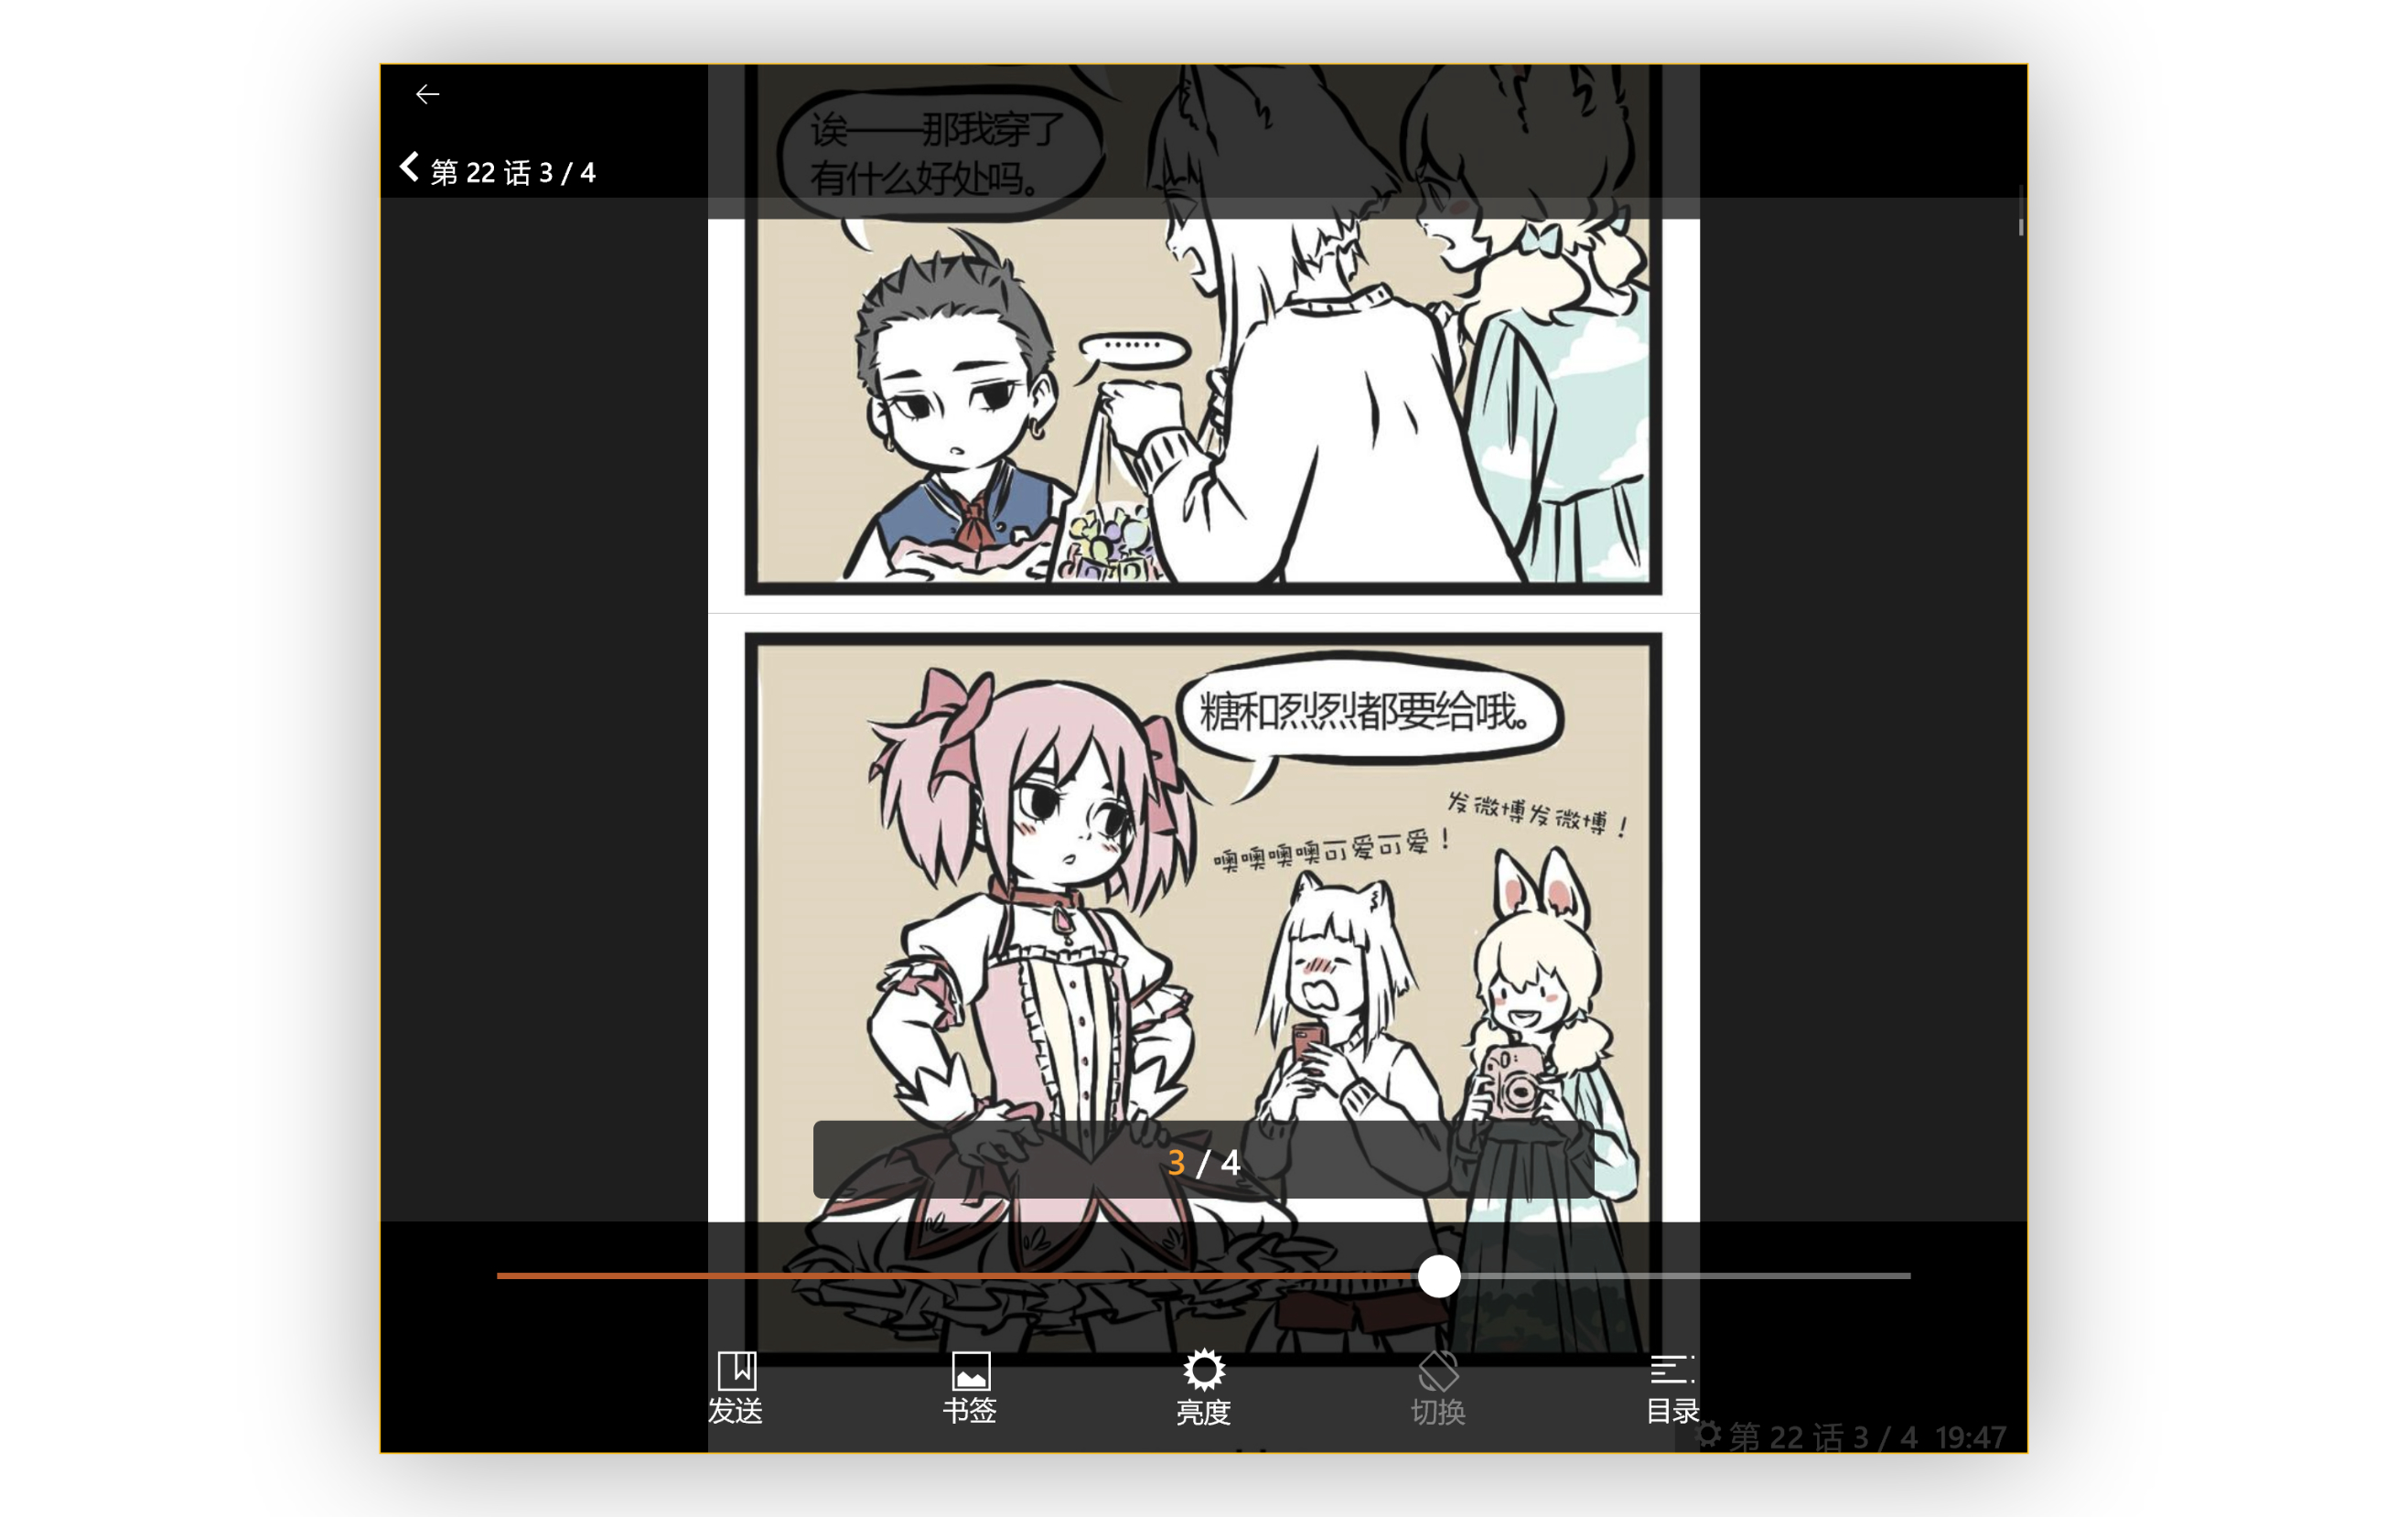 第 22 话 3 / 4
诶——那我穿了
有什么好处吗。
······
糖和烈烈都要给哦。
发微博发微博！
噢噢噢噢可爱可爱！
3 / 4
发送
书签
亮度
切换
目录
第 22 话 3 / 4 19:47